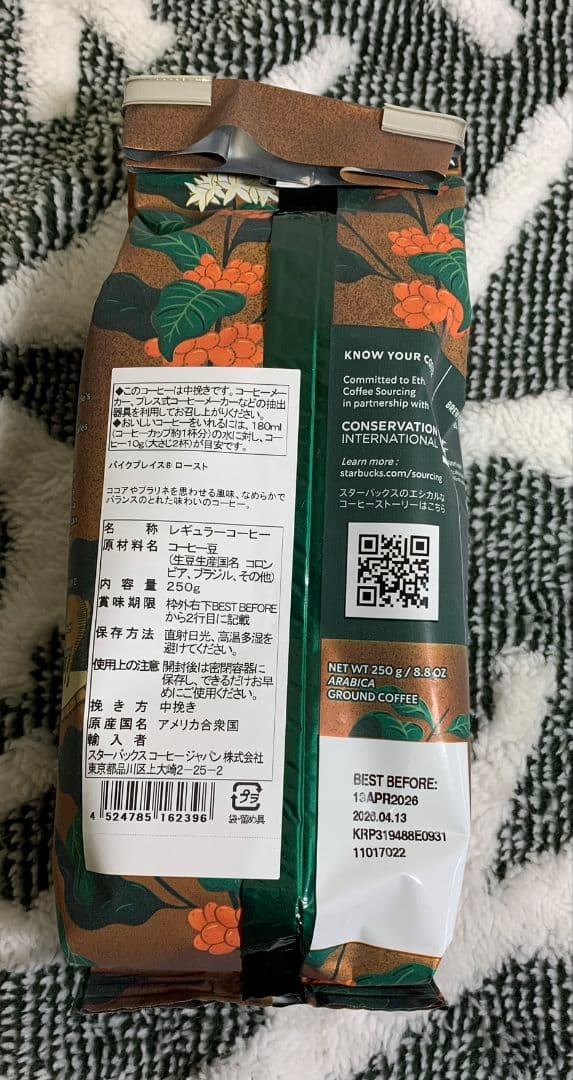 ◆このコーヒーは中挽きです。コーヒーメー
カー、プレス式コーヒーメーカーなどの抽出
器具を利用してお召し上がりください。
◆おいしいコーヒーをいれるには、180ml
(コーヒーカップ約1杯分)の水に対し、コー
ヒー10g(大さじ2杯)が目安です。
パイクプレイス® ロースト
ココアやプラリネを思わせる風味、なめらかで
バランスのとれた味わいのコーヒー。
名 称 レギュラーコーヒー
原材料名 コーヒー豆
(生豆生産国名 コロン
ビア、ブラジル、その他)
内 容 量 250g
賞味期限 枠外右下BEST BEFORE
から2行目に記載
保存方法 直射日光、高温多湿を
避けてください。
使用上の注意 開封後は密閉容器に
保存し、できるだけお早
めにご使用ください。
挽 き 方 中挽き
原産国名 アメリカ合衆国
輸 入 者
スターバックス コーヒージャパン 株式会社
東京都品川区上大崎2-25-2
4 524785 162396
プラ
袋・留め具
KNOW YOUR
Committed to
Coffee Sourcing
in partnership with
CONSERVATION
INTERNATIONAL
Learn more:
starbucks.com/sourcing
スターバックスのエシカルな
コーヒーストーリーはこちら
NET WT 250 g / 8.8 OZ
ARABICA
GROUND COFFEE
BEST BEFORE:
13APR2026
2026.04.13
KRP319488E0931
11017022